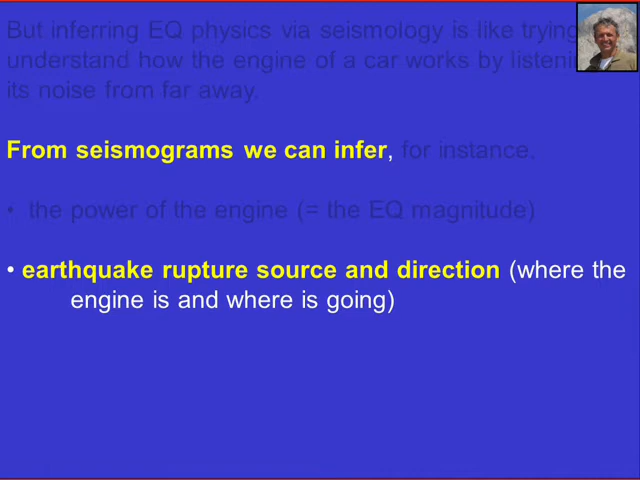 But inferring EQ physics via seismology is like trying
understand how the engine of a car works by listenin
its noise from far away.
From seismograms we can infer, for instance,
• the power of the engine (= the EQ magnitude)
• earthquake rupture source and direction (where the
engine is and where is going)